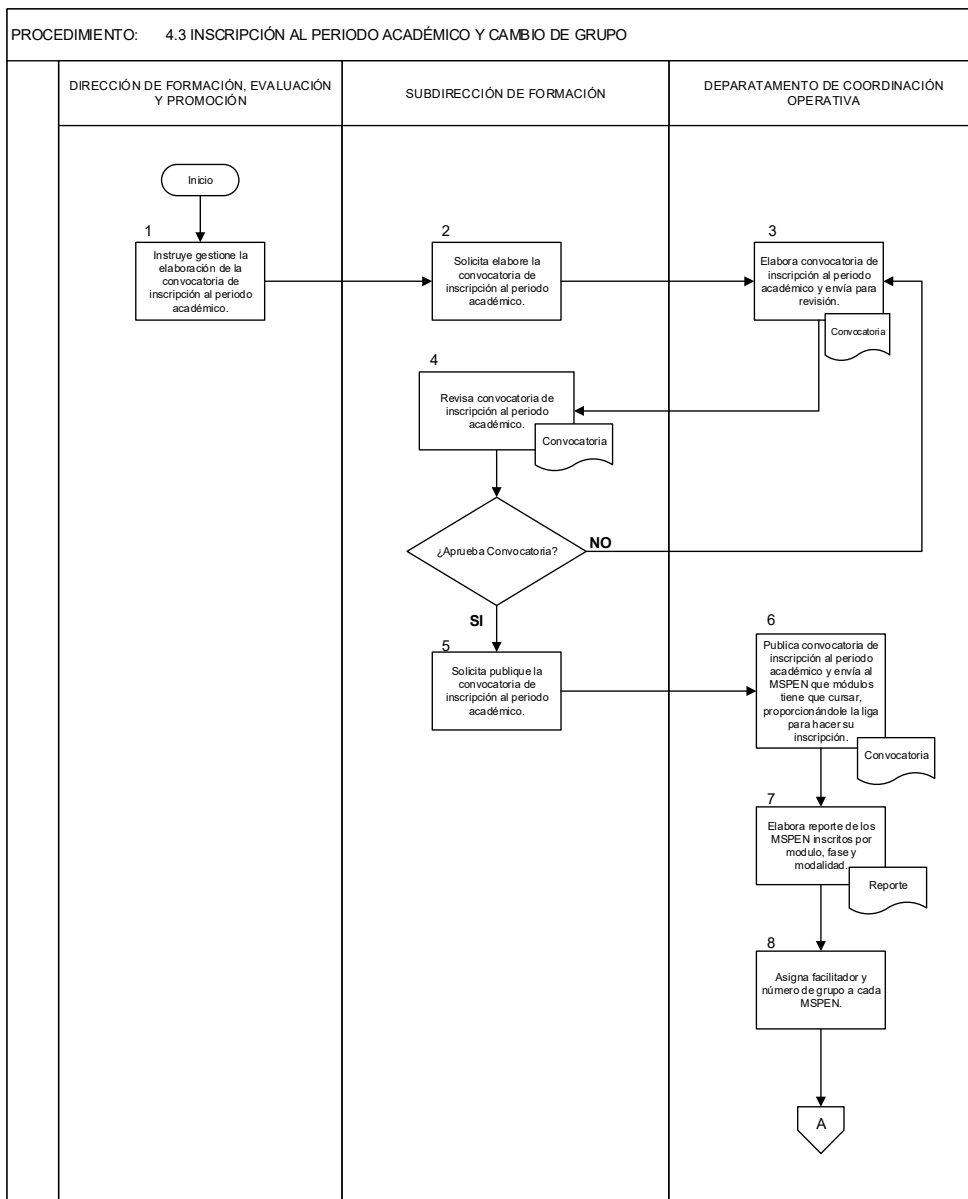 PROCEDIMIENTO: 4.3 INSCRIPCIÓN AL PERIODO ACADÉMICO Y CAMBIO DE GRUPO
DIRECCIÓN DE FORMACIÓN, EVALUACIÓN
Y PROMOCIÓN
SUBDIRECCIÓN DE FORMACIÓN
DEPARTAMENTO DE COORDINACIÓN
OPERATIVA
Inicio
1
Instruye gestione la
elaboración de la
convocatoria de
inscripción al periodo
académico.
2
Solicita elabore la
convocatoria de
inscripción al periodo
académico.
3
Elabora convocatoria de
inscripción al periodo
académico y envía para
revisión.
Convocatoria
4
Revisa convocatoria de
inscripción al periodo
académico.
Convocatoria
¿Aprueba Convocatoria?
NO
SI
5
Solicita publique la
convocatoria de
inscripción al periodo
académico.
6
Publica convocatoria de
inscripción al periodo
académico y envía al
MSPEN que módulos
tiene que cursar,
proporcionándole la liga
para hacer su
inscripción.
Convocatoria
7
Elabora reporte de los
MSPEN inscritos por
modulo, fase y
modalidad.
Reporte
8
Asigna facilitador y
número de grupo a cada
MSPEN.
A